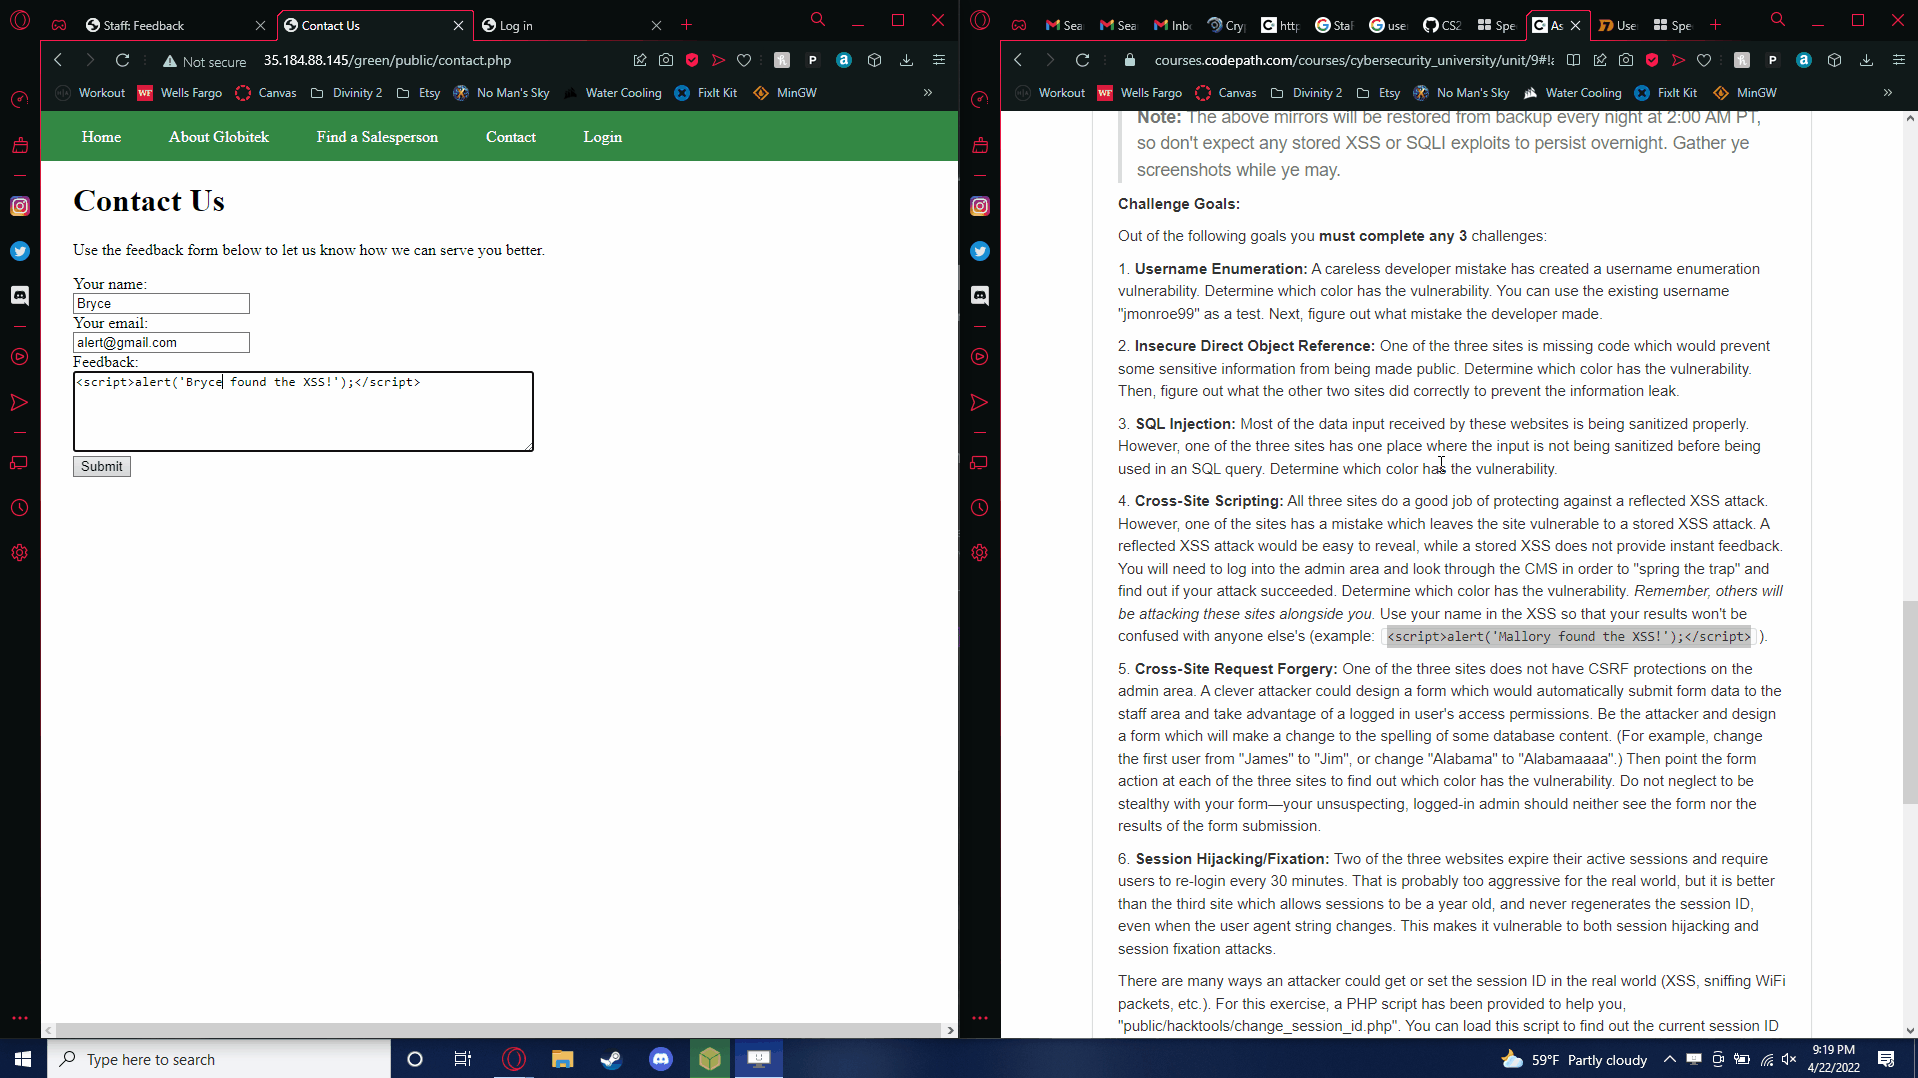 Staff: Feedback
Contact Us
Log in
Not secure
35.184.88.145/green/public/contact.php
Workout
WF
Wells Fargo
Canvas
Divinity 2
Etsy
No Man's Sky
Water Cooling
FixIt Kit
MinGW
»
Home
About Globitek
Find a Salesperson
Contact
Login
Contact Us
Use the feedback form below to let us know how we can serve you better.
Your name:
Bryce
Your email:
alert@gmail.com
Feedback:
<script>alert('Bryce found the XSS!');</script>
Submit
Sea
Sea
Inb
Cry
http
Sta
use
CS2
Spe
As
Use
Spe
courses.codepath.com/courses/cybersecurity_university/unit/9#!a
Workout
WF
Wells Fargo
Canvas
Divinity 2
Etsy
No Man's Sky
Water Cooling
FixIt Kit
MinGW
»
Note: The above mirrors will be restored from backup every night at 2:00 AM PT,
so don't expect any stored XSS or SQLI exploits to persist overnight. Gather ye
screenshots while ye may.
Challenge Goals:
Out of the following goals you must complete any 3 challenges:
1. Username Enumeration: A careless developer mistake has created a username enumeration
vulnerability. Determine which color has the vulnerability. You can use the existing username
"jmonroe99" as a test. Next, figure out what mistake the developer made.
2. Insecure Direct Object Reference: One of the three sites is missing code which would prevent
some sensitive information from being made public. Determine which color has the vulnerability.
Then, figure out what the other two sites did correctly to prevent the information leak.
3. SQL Injection: Most of the data input received by these websites is being sanitized properly.
However, one of the three sites has one place where the input is not being sanitized before being
used in an SQL query. Determine which color has the vulnerability.
4. Cross-Site Scripting: All three sites do a good job of protecting against a reflected XSS attack.
However, one of the sites has a mistake which leaves the site vulnerable to a stored XSS attack. A
reflected XSS attack would be easy to reveal, while a stored XSS does not provide instant feedback.
You will need to log into the admin area and look through the CMS in order to "spring the trap" and
find out if your attack succeeded. Determine which color has the vulnerability. Remember, others will
be attacking these sites alongside you. Use your name in the XSS so that your results won't be
confused with anyone else's (example: <script>alert('Mallory found the XSS!');</script> ).
5. Cross-Site Request Forgery: One of the three sites does not have CSRF protections on the
admin area. A clever attacker could design a form which would automatically submit form data to the
staff area and take advantage of a logged in user's access permissions. Be the attacker and design
a form which will make a change to the spelling of some database content. (For example, change
the first user from "James" to "Jim", or change "Alabama" to "Alabamaaaa".) Then point the form
action at each of the three sites to find out which color has the vulnerability. Do not neglect to be
stealthy with your form—your unsuspecting, logged-in admin should neither see the form nor the
results of the form submission.
6. Session Hijacking/Fixation: Two of the three websites expire their active sessions and require
users to re-login every 30 minutes. That is probably too aggressive for the real world, but it is better
than the third site which allows sessions to be a year old, and never regenerates the session ID,
even when the user agent string changes. This makes it vulnerable to both session hijacking and
session fixation attacks.
There are many ways an attacker could get or set the session ID in the real world (XSS, sniffing WiFi
packets, etc.). For this exercise, a PHP script has been provided to help you,
"public/hacktools/change_session_id.php". You can load this script to find out the current session ID
Type here to search
59°F Partly cloudy
9:19 PM
4/22/2022